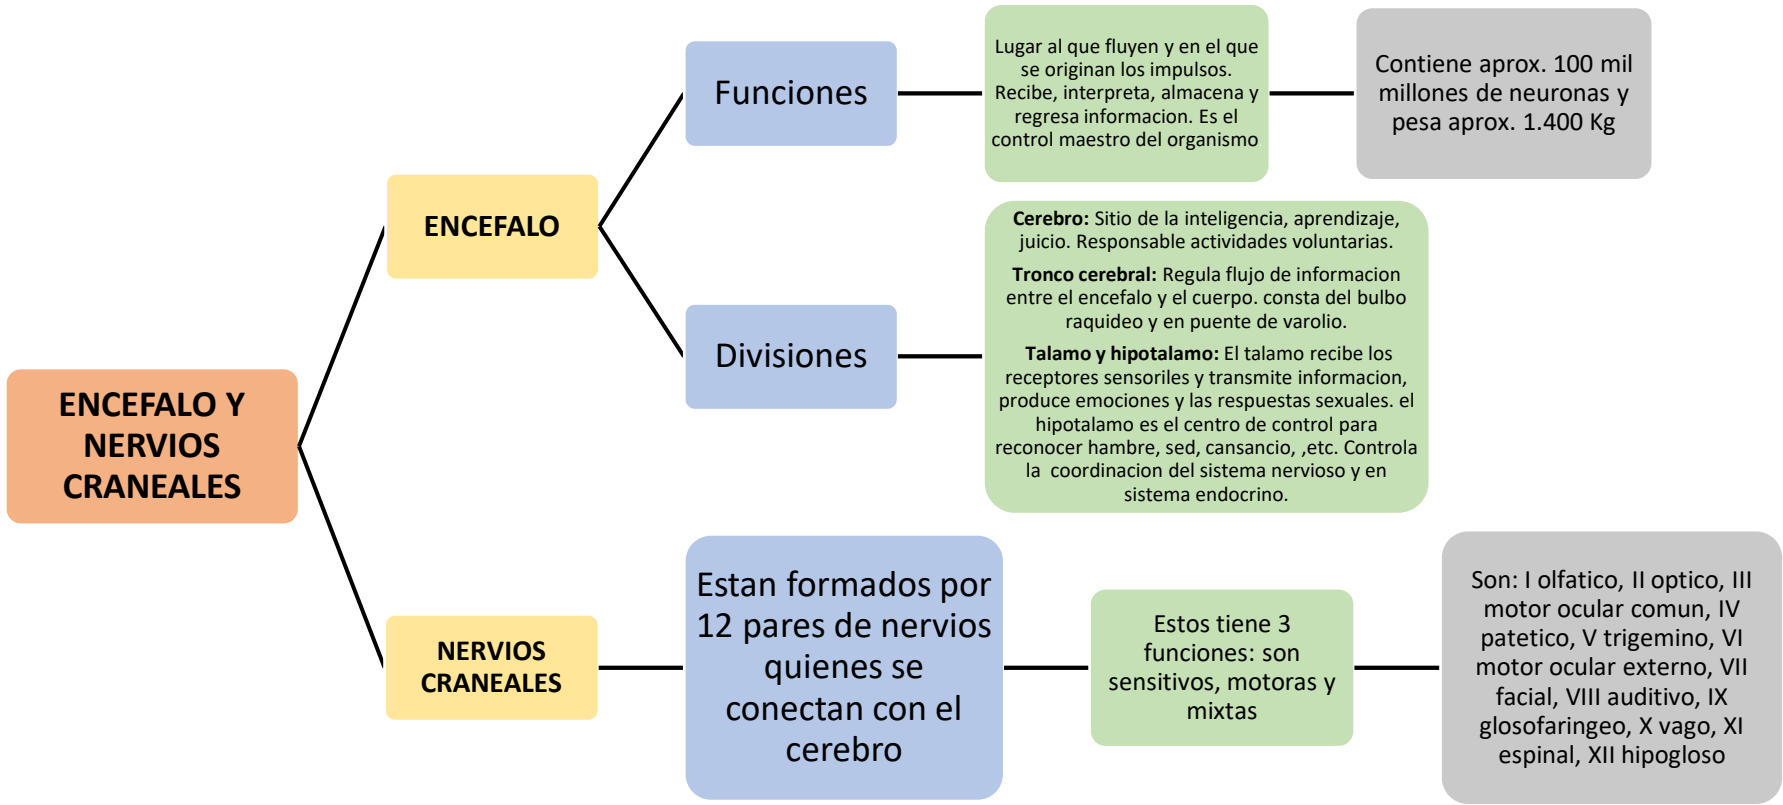 ENCEFALO Y
NERVIOS
CRANEALES
ENCEFALO
Funciones
Lugar al que fluyen y en el que
se originan los impulsos.
Recibe, interpreta, almacena y
regresa informacion. Es el
control maestro del organismo
Contiene aprox. 100 mil
millones de neuronas y
pesa aprox. 1.400 Kg
Divisiones
Cerebro: Sitio de la inteligencia, aprendizaje,
juicio. Responsable actividades voluntarias.
Tronco cerebral: Regula flujo de informacion
entre el encefalo y el cuerpo. consta del bulbo
raquideo y en puente de varolio.
Talamo y hipotalamo: El talamo recibe los
receptores sensoriles y transmite informacion,
produce emociones y las respuestas sexuales. el
hipotalamo es el centro de control para
reconocer hambre, sed, cansancio, ,etc. Controla
la coordinacion del sistema nervioso y en
sistema endocrino.
NERVIOS
CRANEALES
Estan formados por
12 pares de nervios
quienes se
conectan con el
cerebro
Estos tiene 3
funciones: son
sensitivos, motoras y
mixtas
Son: I olfatico, II optico, III
motor ocular comun, IV
patetico, V trigemino, VI
motor ocular externo, VII
facial, VIII auditivo, IX
glosofaringeo, X vago, XI
espinal, XII hipogloso